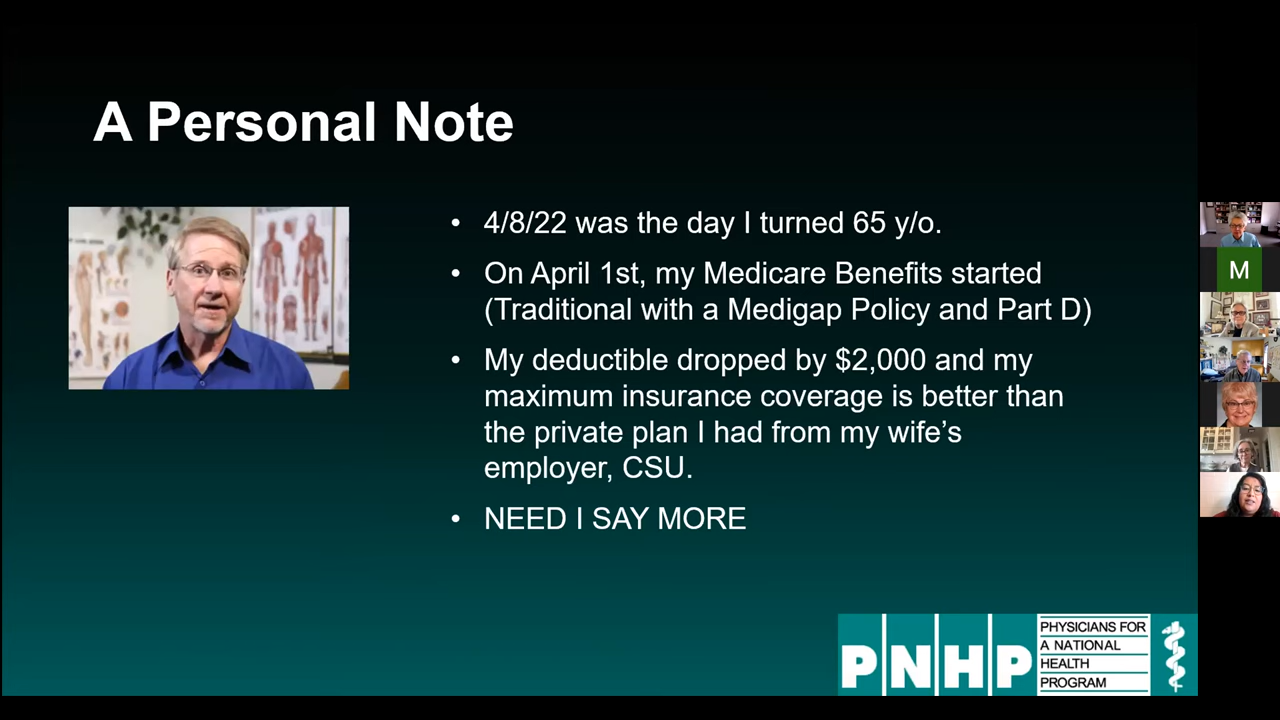 A Personal Note
• 4/8/22 was the day I turned 65 y/o.
• On April 1st, my Medicare Benefits started
(Traditional with a Medigap Policy and Part D)
• My deductible dropped by $2,000 and my
maximum insurance coverage is better than
the private plan I had from my wife’s
employer, CSU.
• NEED I SAY MORE
M
PNHP
PHYSICIANS FOR
A NATIONAL
HEALTH
PROGRAM